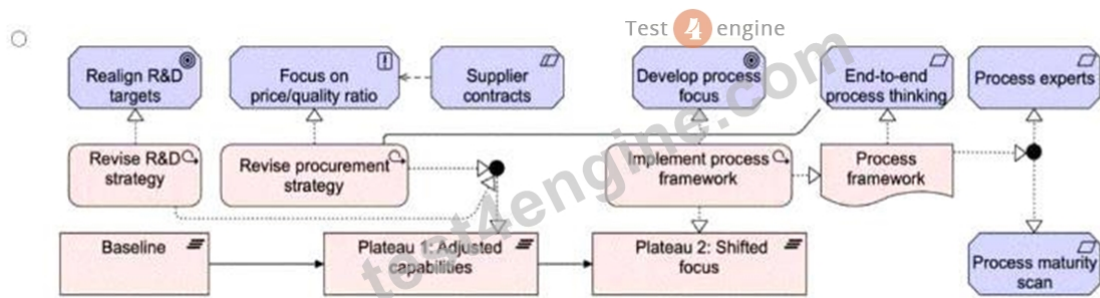 Test 4 engine
Realign R&D
targets
Focus on
price/quality ratio
Supplier
contracts
Develop process
focus
End-to-end
process thinking
Process experts
Revise R&D
strategy
Revise procurement
strategy
Implement process
framework
Process
framework
Baseline
Plateau 1: Adjusted
capabilities
Plateau 2: Shifted
focus
Process maturity
scan
test4engine.com